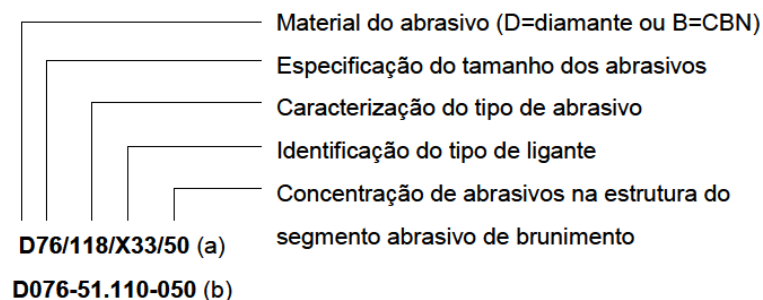 Material do abrasivo (D=diamante ou B=CBN)
Especificação do tamanho dos abrasivos
Caracterização do tipo de abrasivo
Identificação do tipo de ligante
Concentração de abrasivos na estrutura do
segmento abrasivo de brunimento
D76/118/X33/50 (a)
D076-51.110-050 (b)